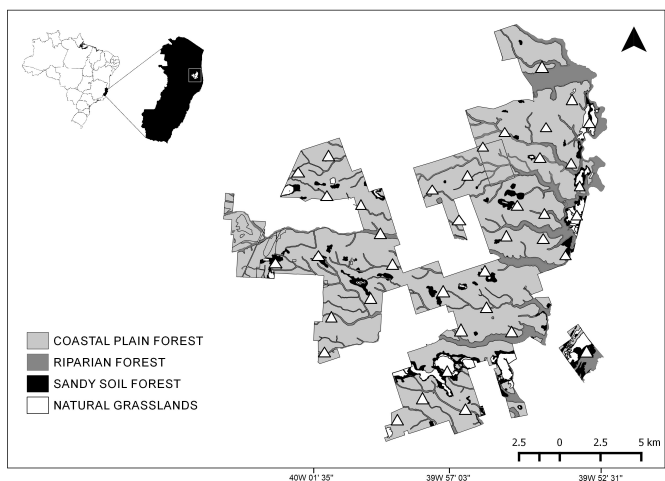 COASTAL PLAIN FOREST
RIPARIAN FOREST
SANDY SOIL FOREST
NATURAL GRASSLANDS
2.5 0 2.5 5 km
40W 01' 35" 39W 57' 03" 39W 52' 31"